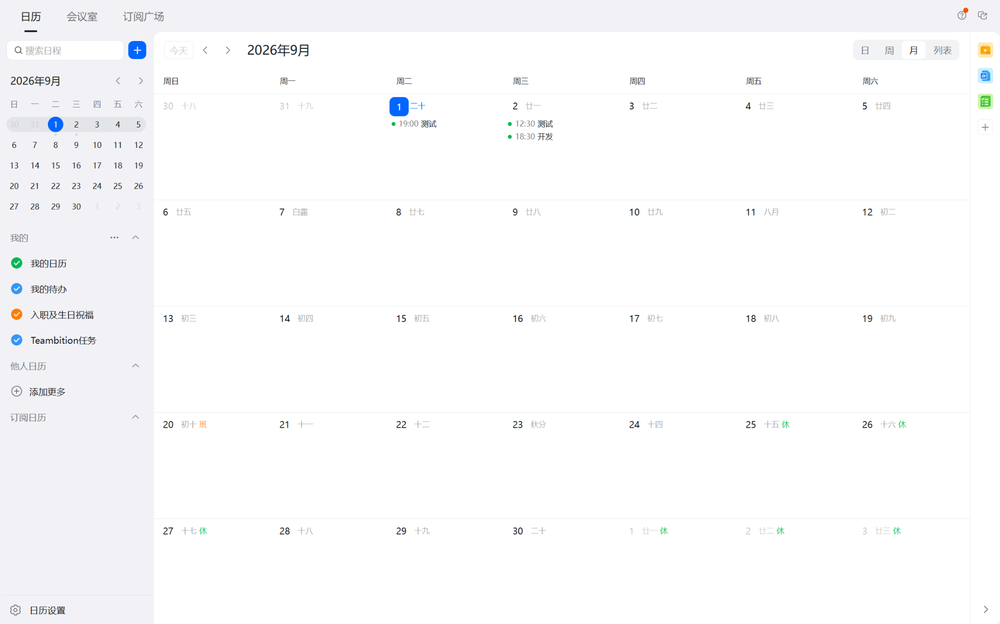 日历 会议室 订阅广场
搜索日程
今天 2026年9月 日 周 月 列表
2026年9月
日 一 二 三 四 五 六
30 31 1 2 3 4 5
6 7 8 9 10 11 12
13 14 15 16 17 18 19
20 21 22 23 24 25 26
27 28 29 30 1 2 3
我的
我的日历
我的待办
入职及生日祝福
Teambition任务
他人日历
添加更多
订阅日历
日历设置
周日 周一 周二 周三 周四 周五 周六
30 十八 31 十九 1 二十 2 廿一 3 廿二 4 廿三 5 廿四
19:00 测试 12:30 测试
18:30 开发
6 廿五 7 白露 8 廿七 9 廿八 10 廿九 11 八月 12 初二
13 初三 14 初四 15 初五 16 初六 17 初七 18 初八 19 初九
20 初十 班 21 十一 22 十二 23 秋分 24 十四 25 十五 休 26 十六 休
27 十七 休 28 十八 29 十九 30 二十 1 廿一 休 2 廿二 休 3 廿三 休